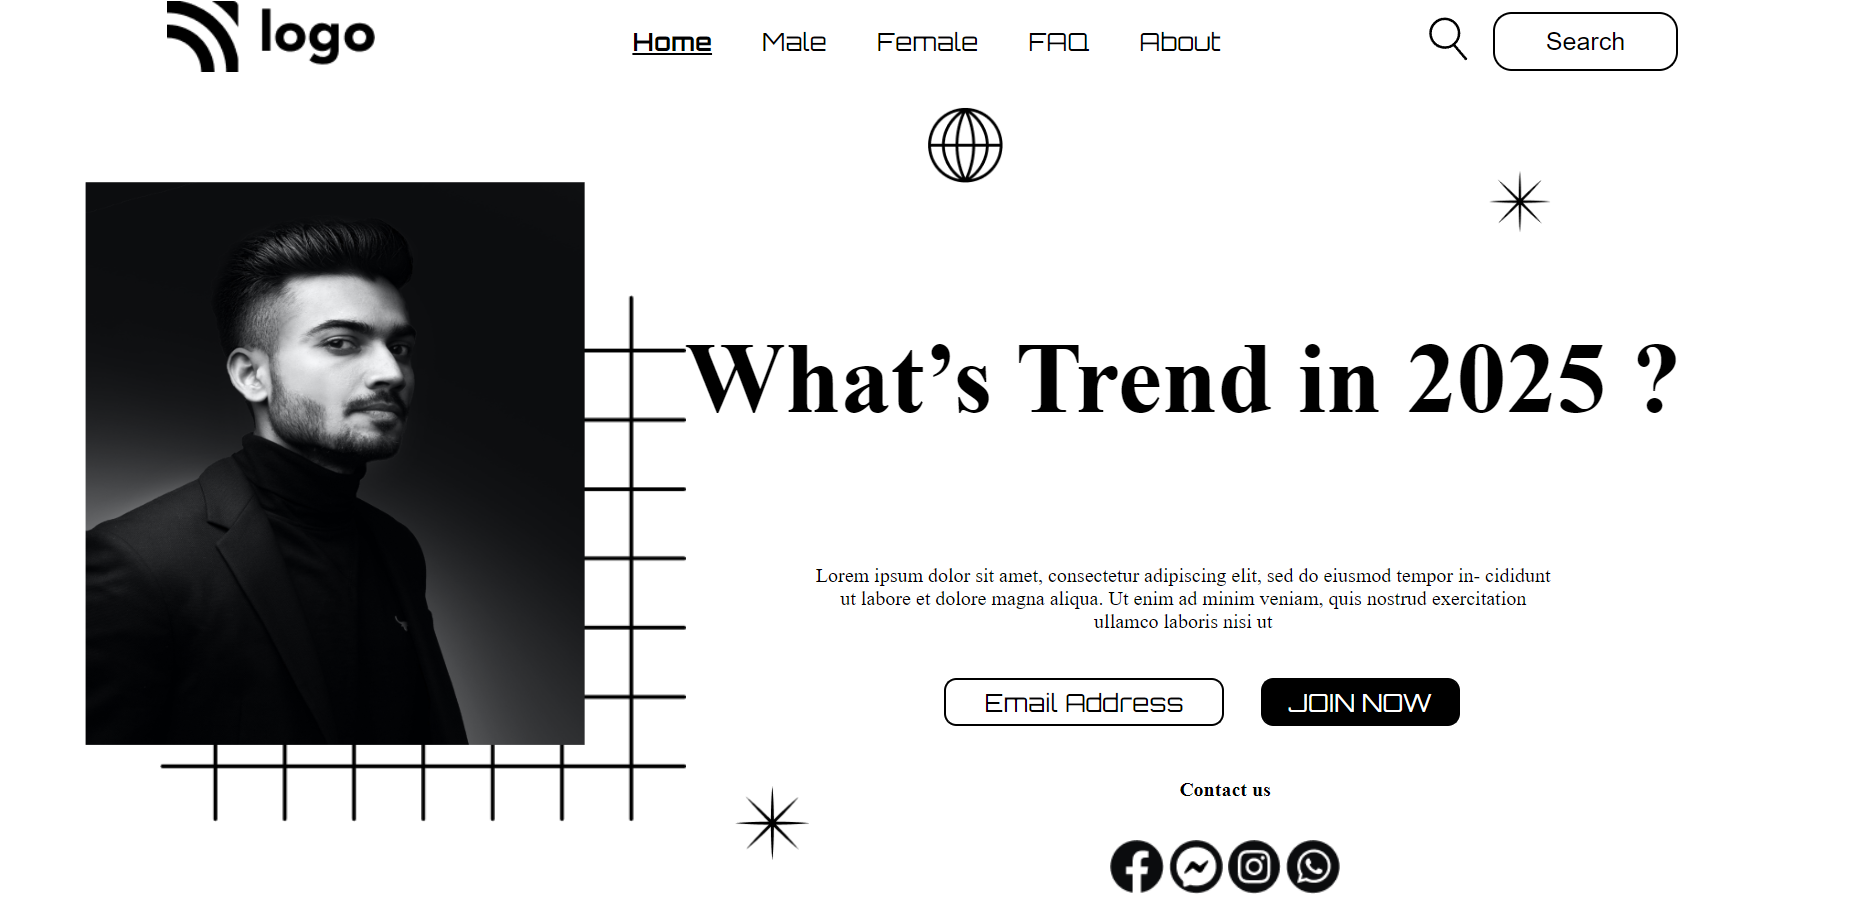 logo
Home Male Female FAQ About
Search
What’s Trend in 2025 ?
Lorem ipsum dolor sit amet, consectetur adipiscing elit, sed do eiusmod tempor in- cididunt
ut labore et dolore magna aliqua. Ut enim ad minim veniam, quis nostrud exercitation
ullamco laboris nisi ut
Email Address JOIN NOW
Contact us